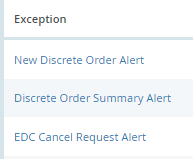 Exception
New Discrete Order Alert
Discrete Order Summary Alert
EDC Cancel Request Alert